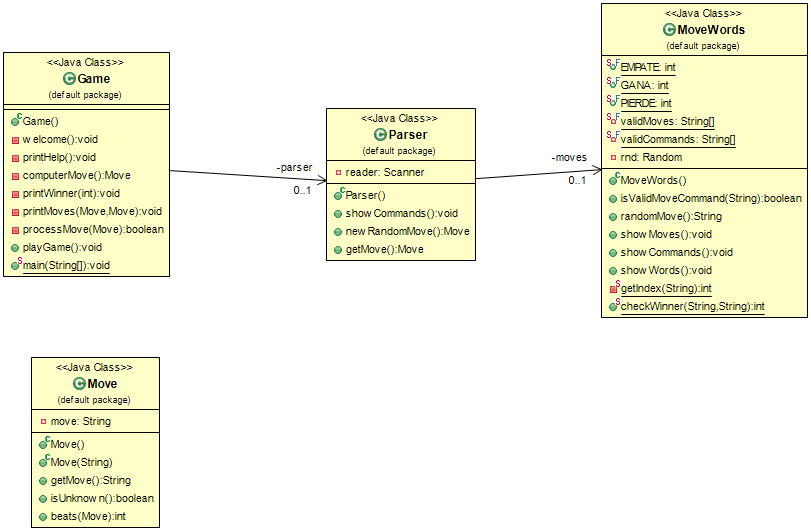 <<Java Class>>
Game
(default package)
Game()
welcome():void
printHelp():void
computerMove():Move
printWinner(int):void
printMoves(Move,Move):void
processMove(Move):boolean
playGame():void
main(String[]):void
-parser
0..1
<<Java Class>>
Parser
(default package)
reader: Scanner
Parser()
showCommands():void
newRandomMove():Move
getMove():Move
-moves
0..1
<<Java Class>>
MoveWords
(default package)
EMPATE: int
GANA: int
PIERDE: int
validMoves: String[]
validCommands: String[]
rnd: Random
MoveWords()
isValidMoveCommand(String):boolean
randomMove():String
showMoves():void
showCommands():void
showWords():void
getIndex(String):int
checkWinner(String,String):int
<<Java Class>>
Move
(default package)
move: String
Move()
Move(String)
getMove():String
isUnknown():boolean
beats(Move):int